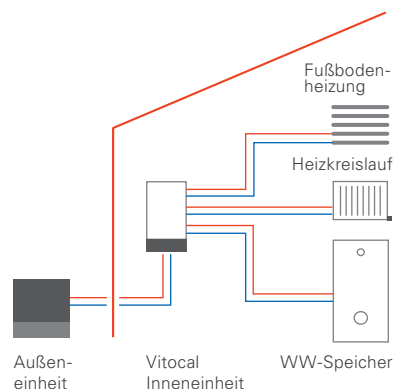 Fußboden-
heizung
Heizkreislauf
Außen-
einheit
Vitocal
Inneneinheit
WW-Speicher